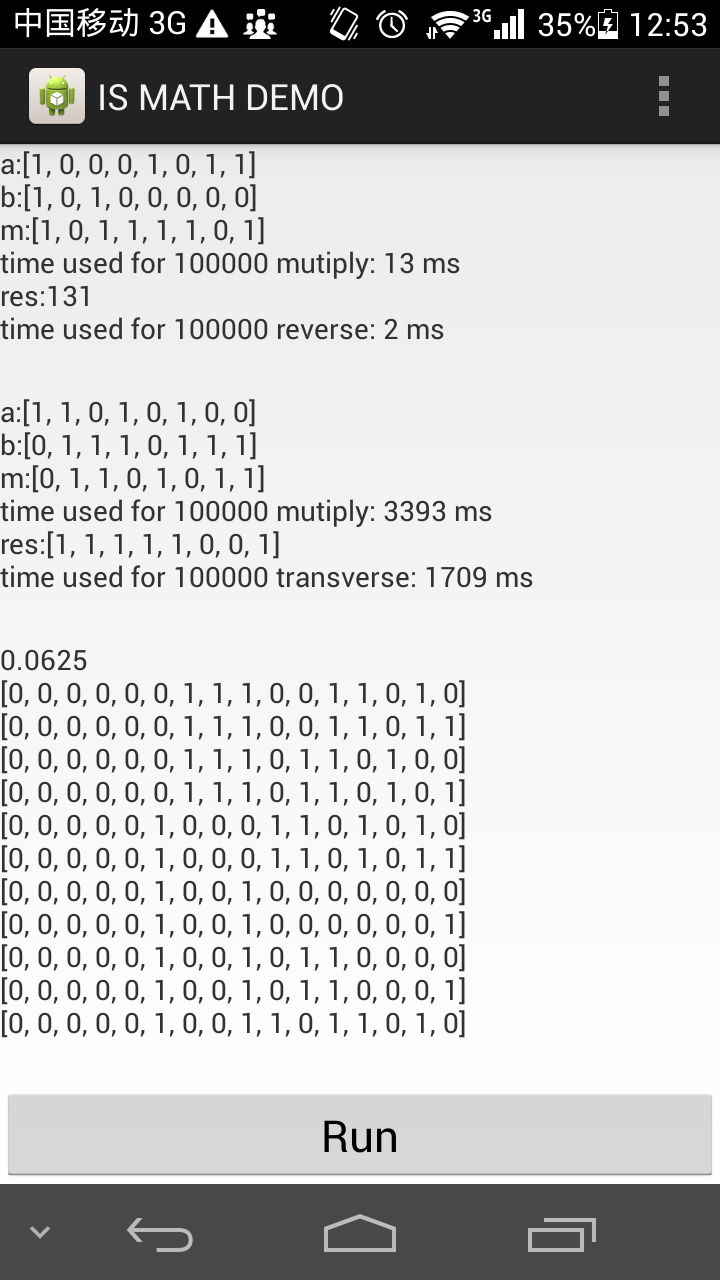 中国移动 3G 3G 35% 12:53
IS MATH DEMO
a:[1, 0, 0, 0, 1, 0, 1, 1]
b:[1, 0, 1, 0, 0, 0, 0, 0]
m:[1, 0, 1, 1, 1, 1, 0, 1]
time used for 100000 mutiply: 13 ms
res:131
time used for 100000 reverse: 2 ms
a:[1, 1, 0, 1, 0, 1, 0, 0]
b:[0, 1, 1, 1, 0, 1, 1, 1]
m:[0, 1, 1, 0, 1, 0, 1, 1]
time used for 100000 mutiply: 3393 ms
res:[1, 1, 1, 1, 1, 0, 0, 1]
time used for 100000 transverse: 1709 ms
0.0625
[0, 0, 0, 0, 0, 0, 1, 1, 1, 0, 0, 1, 1, 0, 1, 0]
[0, 0, 0, 0, 0, 0, 1, 1, 1, 0, 0, 1, 1, 0, 1, 1]
[0, 0, 0, 0, 0, 0, 1, 1, 1, 0, 1, 1, 0, 1, 0, 0]
[0, 0, 0, 0, 0, 0, 1, 1, 1, 0, 1, 1, 0, 1, 0, 1]
[0, 0, 0, 0, 0, 1, 0, 0, 0, 1, 1, 0, 1, 0, 1, 0]
[0, 0, 0, 0, 0, 1, 0, 0, 0, 1, 1, 0, 1, 0, 1, 1]
[0, 0, 0, 0, 0, 1, 0, 0, 1, 0, 0, 0, 0, 0, 0, 0]
[0, 0, 0, 0, 0, 1, 0, 0, 1, 0, 0, 0, 0, 0, 0, 1]
[0, 0, 0, 0, 0, 1, 0, 0, 1, 0, 1, 1, 0, 0, 0, 0]
[0, 0, 0, 0, 0, 1, 0, 0, 1, 0, 1, 1, 0, 0, 0, 1]
[0, 0, 0, 0, 0, 1, 0, 0, 1, 1, 0, 1, 1, 0, 1, 0]
Run